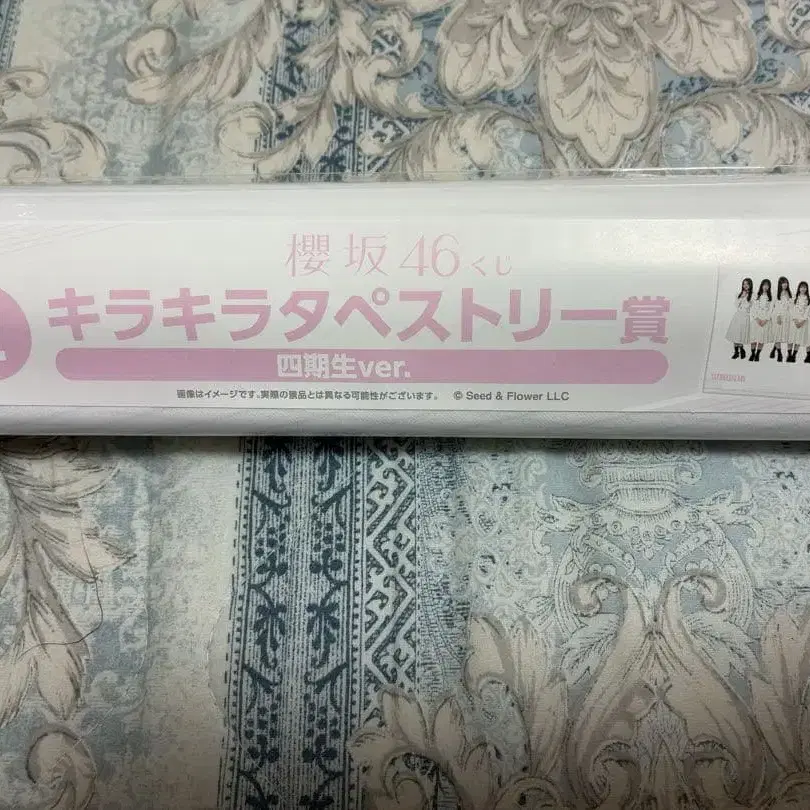 櫻坂46くじ
キラキラタペストリー賞
四期生ver.
画像はイメージです。実際の景品とは異なる可能性がございます。 © Seed & Flower LLC